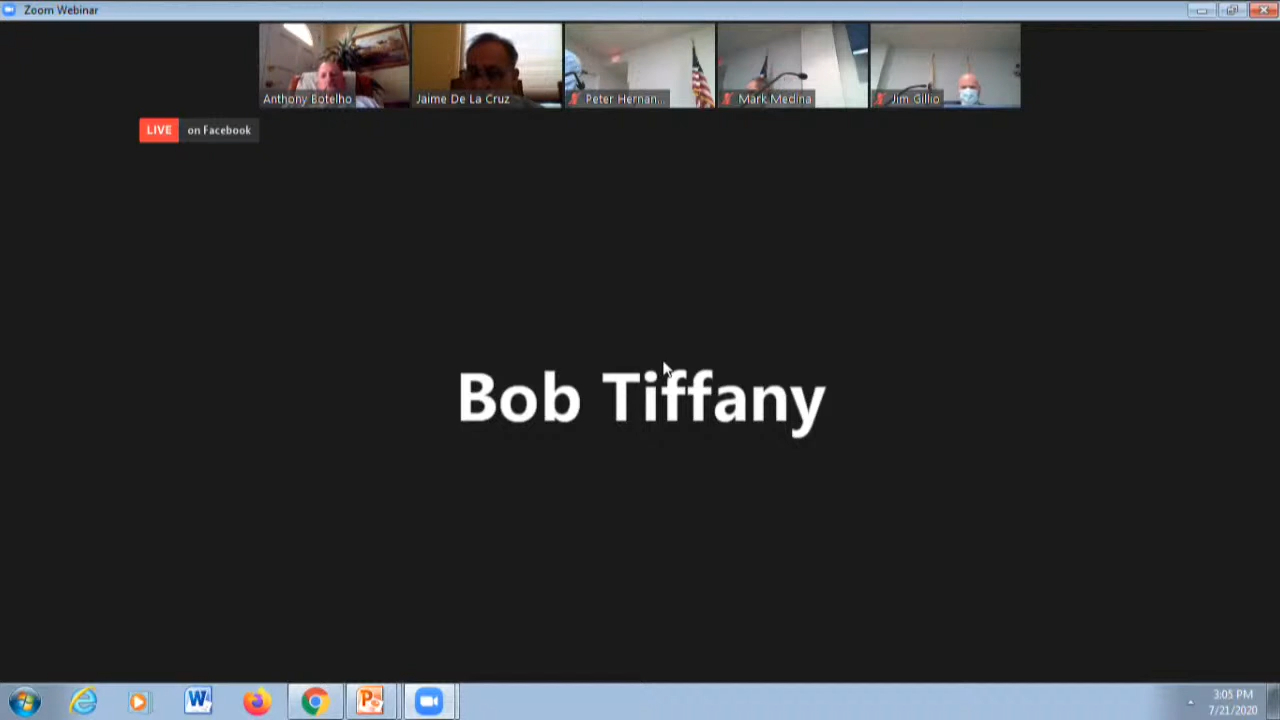 Zoom Webinar
Anthony Botelho
Jaime De La Cruz
Peter Hernan...
Mark Medina
Jim Gillio
LIVE on Facebook
Bob Tiffany
3:05 PM
7/21/2020